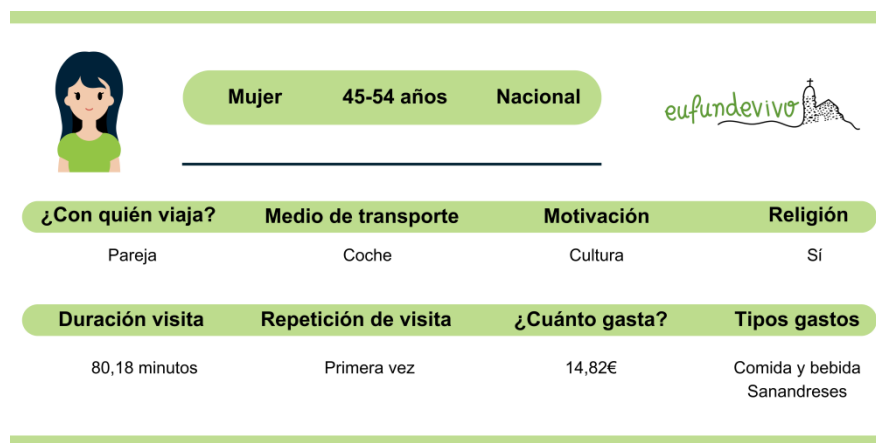 Mujer 45-54 años Nacional
eufundevivo
¿Con quién viaja? Medio de transporte Motivación Religión
Pareja Coche Cultura Sí
Duración visita Repetición de visita ¿Cuánto gasta? Tipos gastos
80,18 minutos Primera vez 14,82€ Comida y bebida
Sanandreses